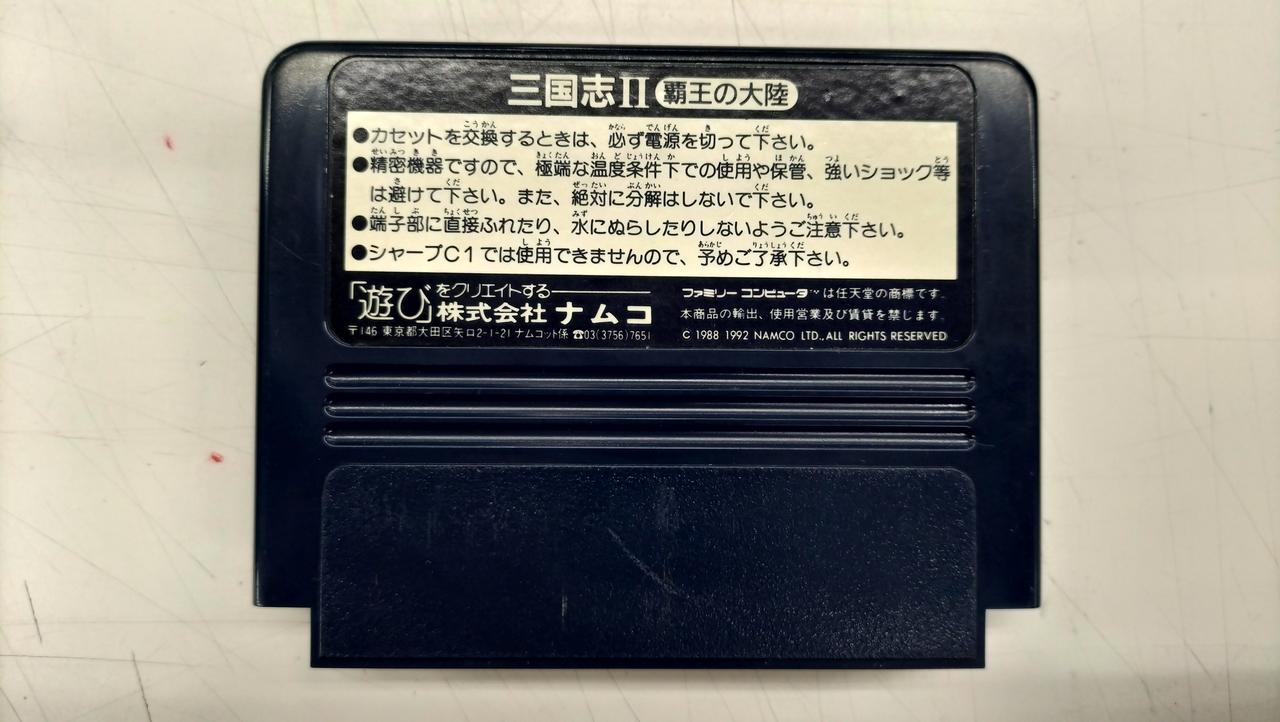 三国志II 覇王の大陸
●カセットを交換するときは、必ず電源を切って下さい。
●精密機器ですので、極端な温度条件下での使用や保管、強いショック等
は避けて下さい。また、絶対に分解はしないで下さい。
●端子部に直接ふれたり、水にぬらしたりしないようご注意下さい。
●シャープC1では使用できませんので、予めご了承下さい。
「遊び」をクリエイトする
株式会社 ナムコ
〒146 東京都大田区矢口2-1-21 ナムコット係 ☎03(3756)7651
ファミリーコンピュータ™は任天堂の商標です。
本商品の輸出、使用営業及び賃貸を禁じます。
C 1988 1992 NAMCO LTD., ALL RIGHTS RESERVED